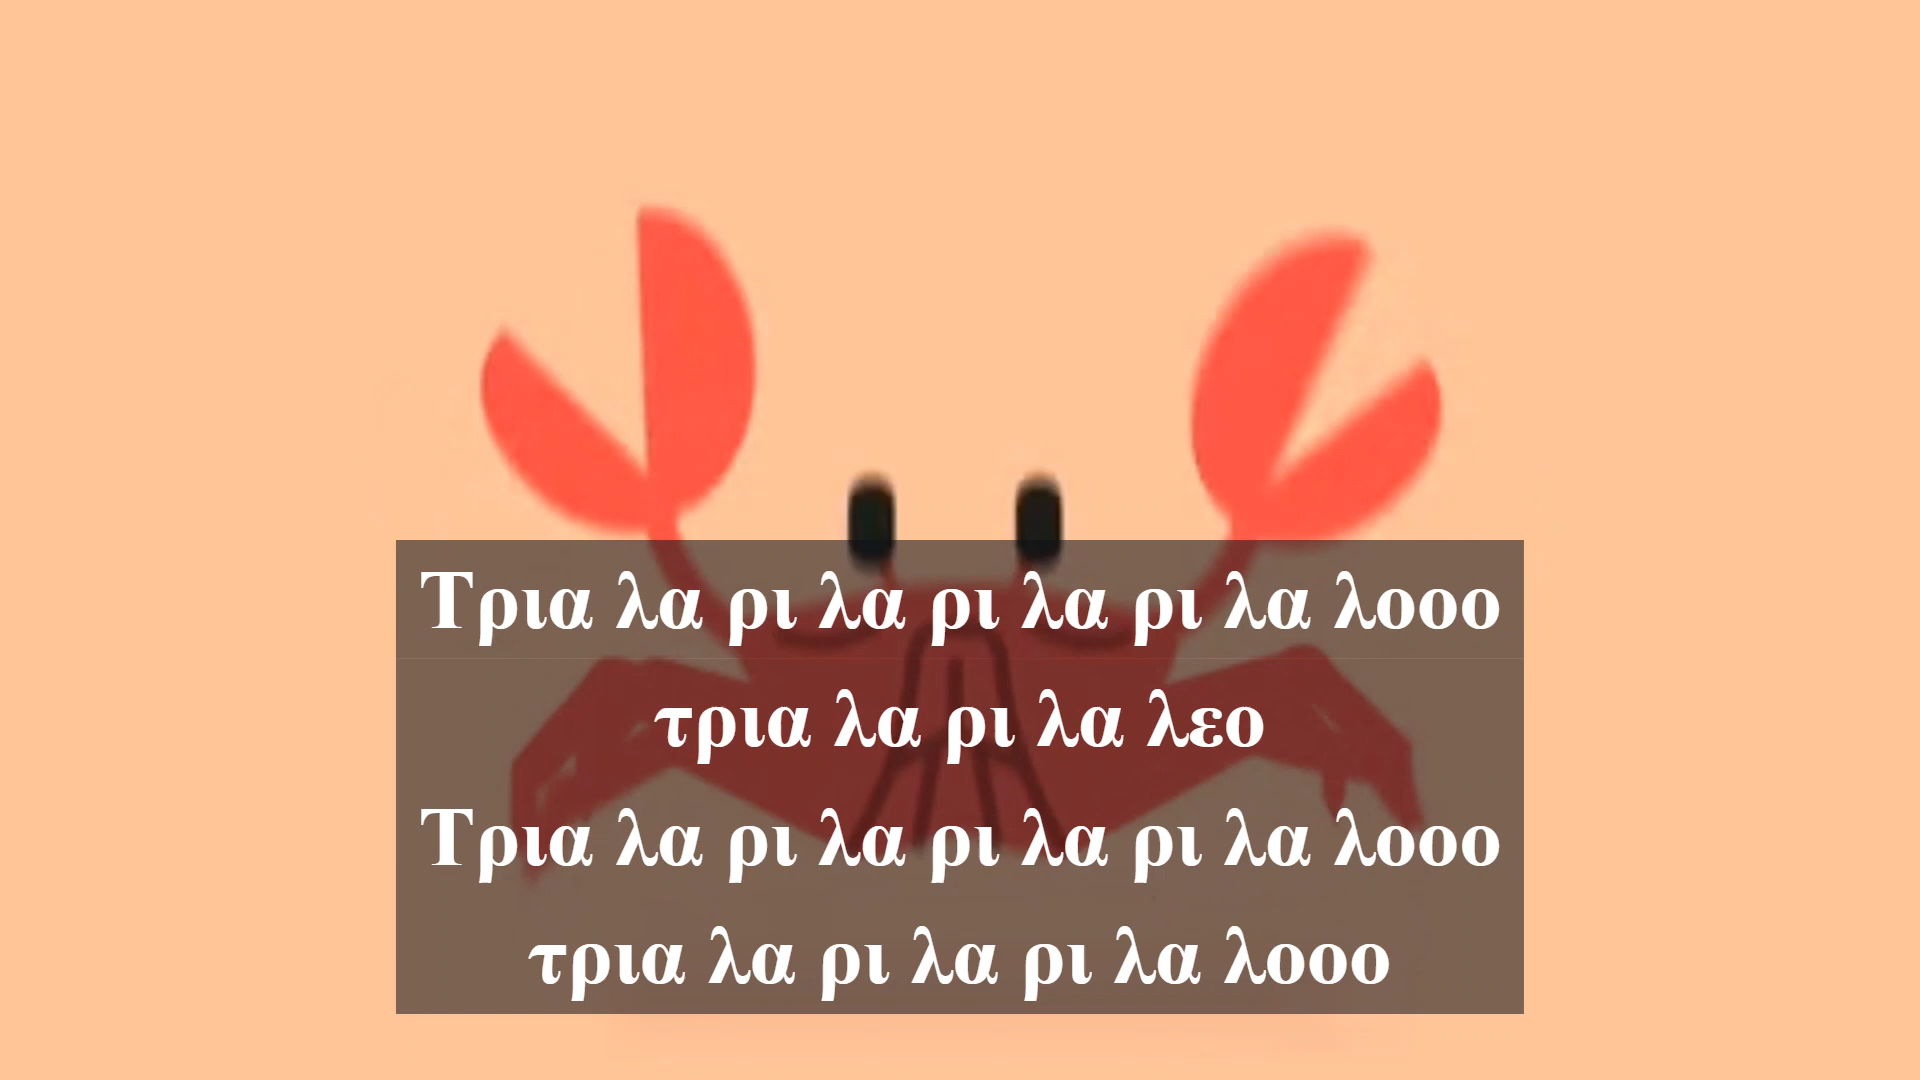 Τρια λα ρι λα ρι λα ρι λα λοοο
τρια λα ρι λα λεο
Τρια λα ρι λα ρι λα ρι λα λοοο
τρια λα ρι λα ρι λα λοοο